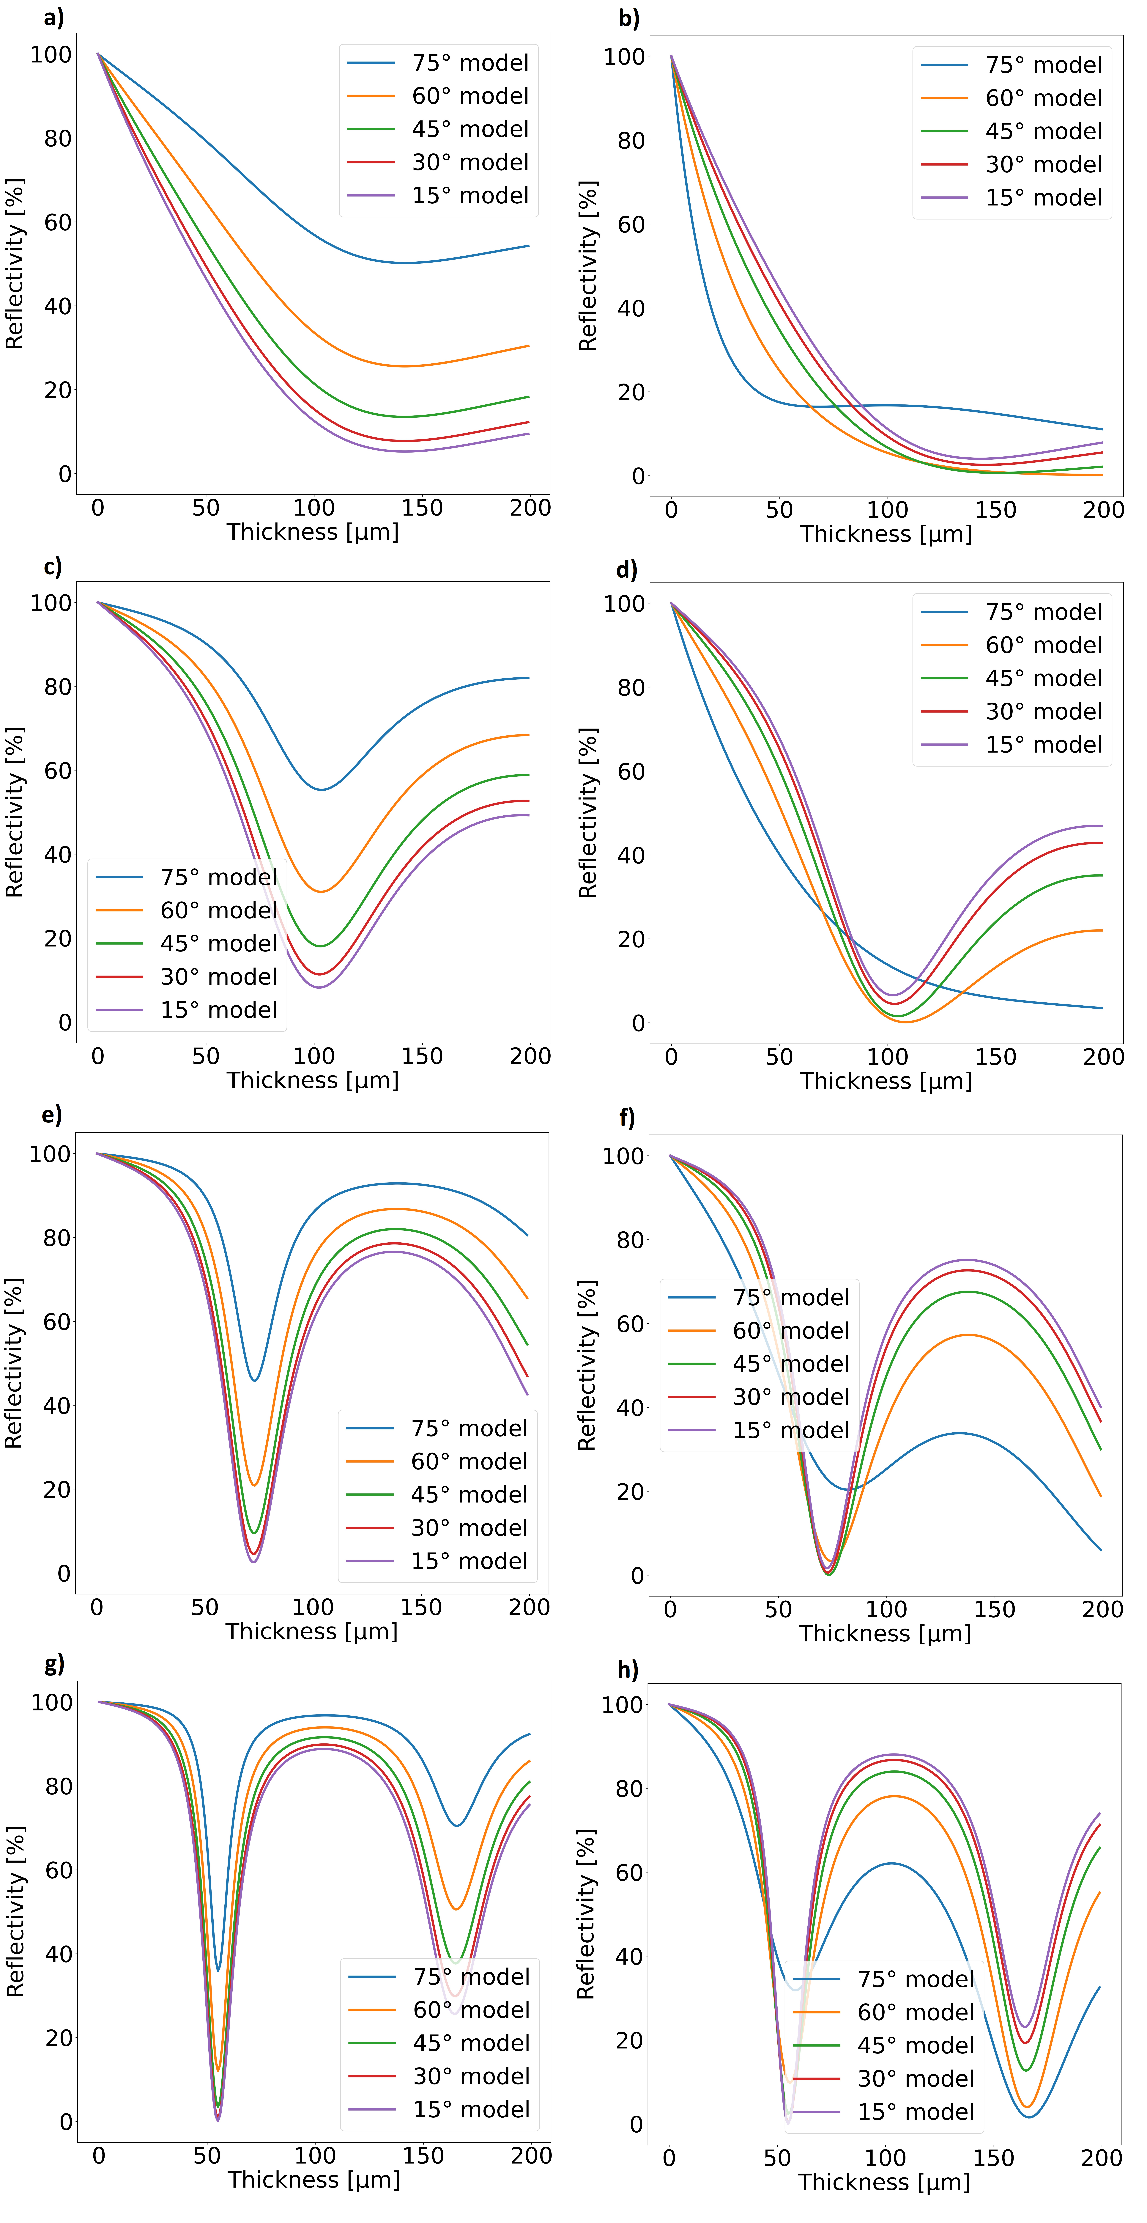 a)
100
80
60
40
20
0
Reflectivity [%]
75° model
60° model
45° model
30° model
15° model
0 50 100 150 200
Thickness [μm]
b)
100
80
60
40
20
0
Reflectivity [%]
75° model
60° model
45° model
30° model
15° model
0 50 100 150 200
Thickness [μm]
c)
100
80
60
40
20
0
Reflectivity [%]
75° model
60° model
45° model
30° model
15° model
0 50 100 150 200
Thickness [μm]
d)
100
80
60
40
20
0
Reflectivity [%]
75° model
60° model
45° model
30° model
15° model
0 50 100 150 200
Thickness [μm]
e)
100
80
60
40
20
0
Reflectivity [%]
75° model
60° model
45° model
30° model
15° model
0 50 100 150 200
Thickness [μm]
f)
100
80
60
40
20
0
Reflectivity [%]
75° model
60° model
45° model
30° model
15° model
0 50 100 150 200
Thickness [μm]
g)
100
80
60
40
20
0
Reflectivity [%]
75° model
60° model
45° model
30° model
15° model
0 50 100 150 200
Thickness [μm]
h)
100
80
60
40
20
0
Reflectivity [%]
75° model
60° model
45° model
30° model
15° model
0 50 100 150 200
Thickness [μm]